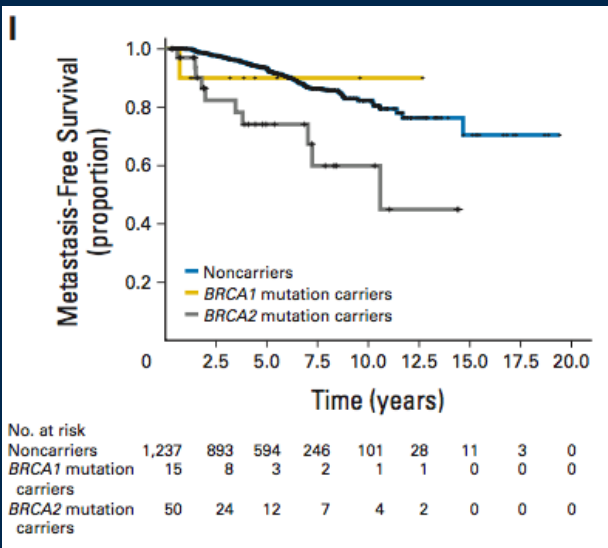 I
Metastasis-Free Survival
(proportion)
1.0
0.8
0.6
0.4
0.2
Noncarriers
BRCA1 mutation carriers
BRCA2 mutation carriers
0 2.5 5.0 7.5 10.0 12.5 15.0 17.5 20.0
Time (years)
No. at risk
Noncarriers 1,237 893 594 246 101 28 11 3 0
BRCA1 mutation 15 8 3 2 1 1 0 0 0
carriers
BRCA2 mutation 50 24 12 7 4 2 0 0 0
carriers